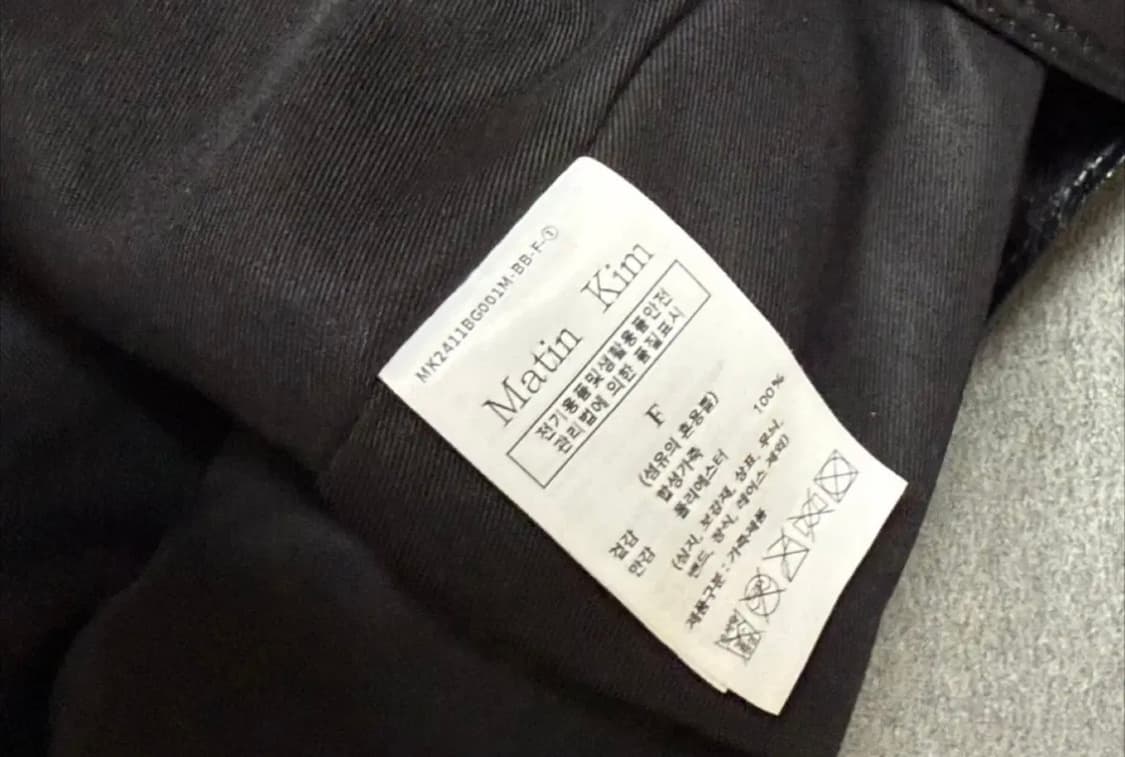 MK2411BG001M-BB-F-①
Matin Kim
전기용품및생활용품안전
관리법에 의한 품질표시
F
(섬유의 혼용률)
겉감 합성가죽
안감 폴리에스터 100%
(심지, 보강재, 상표, 무늬,
밴드, 장식, 레이스 제외)
제품구분 : 가죽제품